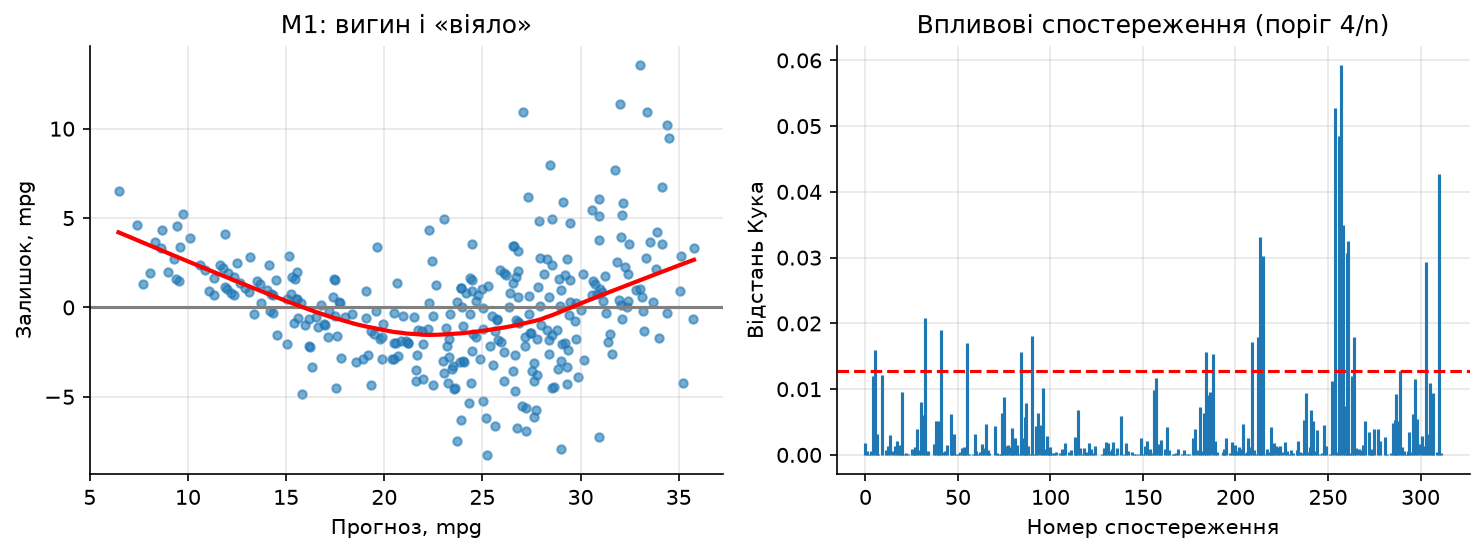 М1: вигин і «віяло»
Залишок, mpg
10
5
0
−5
5 10 15 20 25 30 35
Прогноз, mpg
Впливові спостереження (поріг 4/n)
Відстань Кука
0.06
0.05
0.04
0.03
0.02
0.01
0.00
0 50 100 150 200 250 300
Номер спостереження